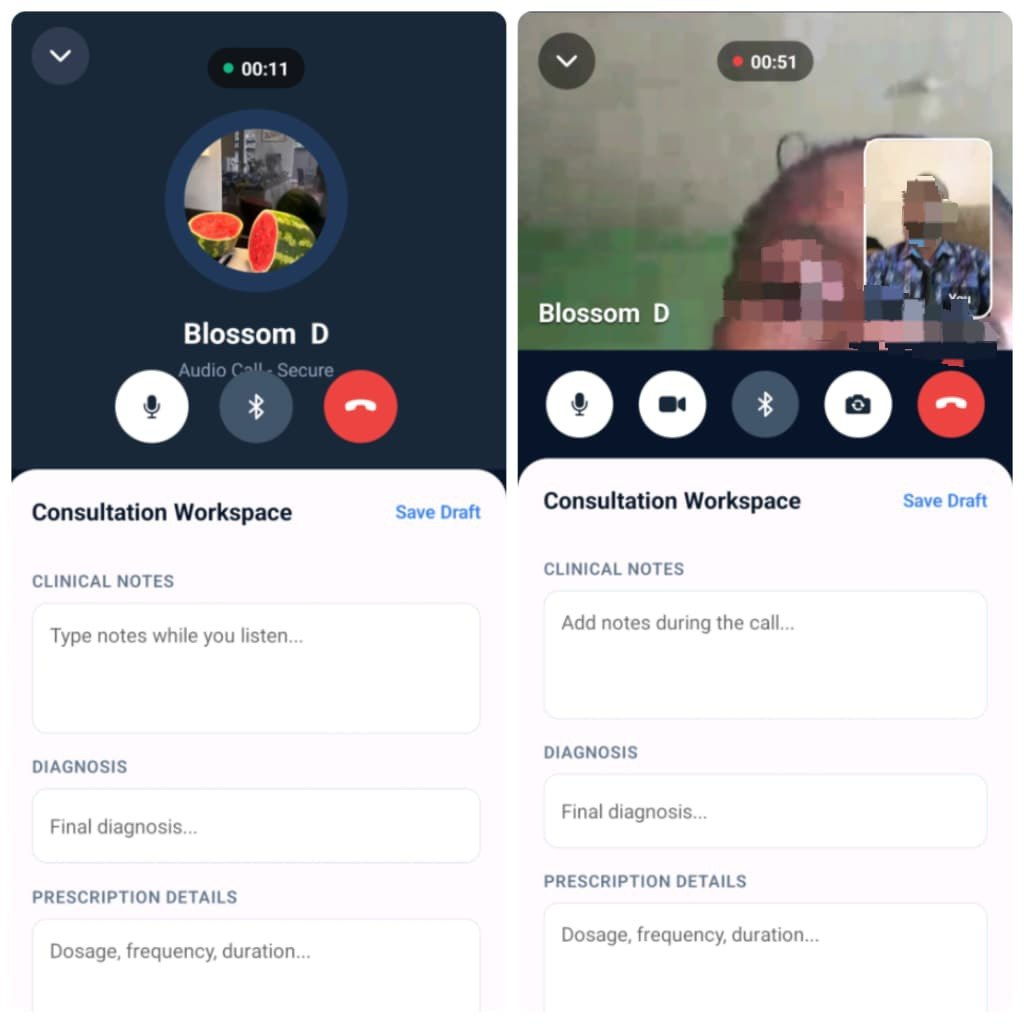 00:11
Blossom D
Audio Call - Secure
Consultation Workspace
Save Draft
CLINICAL NOTES
Type notes while you listen...
DIAGNOSIS
Final diagnosis...
PRESCRIPTION DETAILS
Dosage, frequency, duration...
00:51
You
Blossom D
Consultation Workspace
Save Draft
CLINICAL NOTES
Add notes during the call...
DIAGNOSIS
Final diagnosis...
PRESCRIPTION DETAILS
Dosage, frequency, duration...